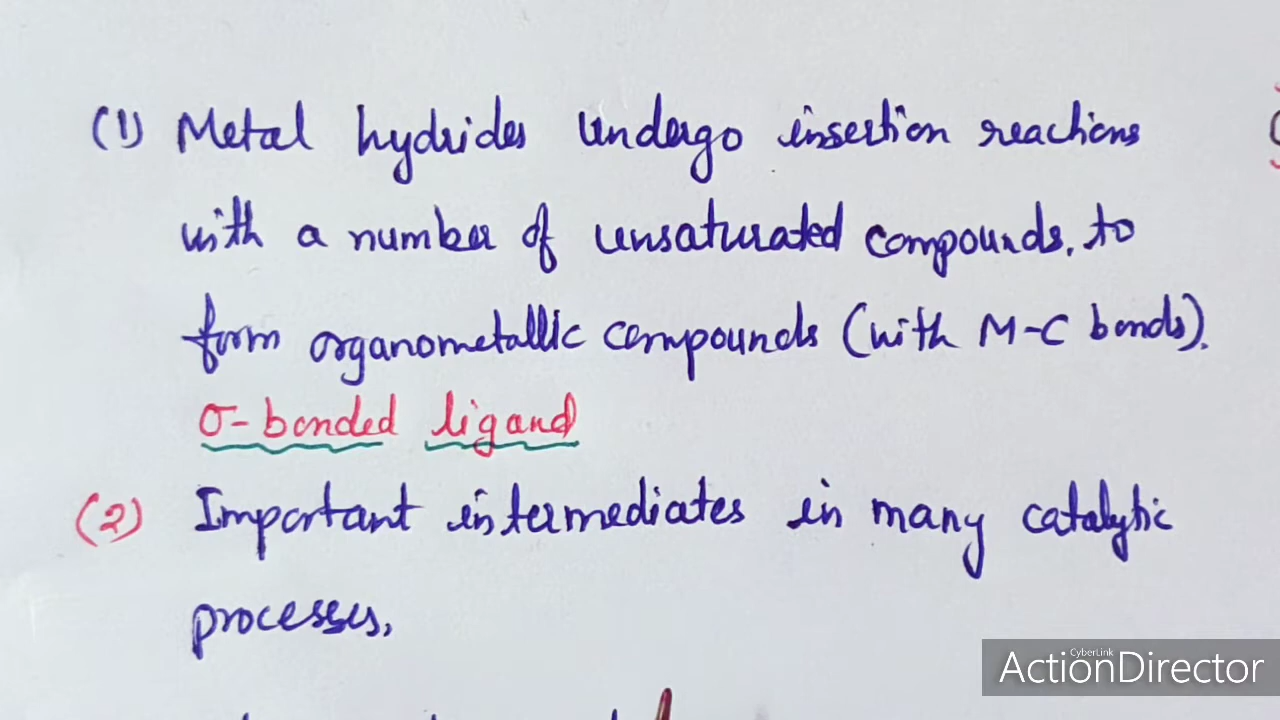 (1) Metal hydrides undergo insertion reactions
with a number of unsaturated compounds, to
form organometallic compounds (with M-C bonds).
σ-bonded ligand
(2) Important intermediates in many catalytic
processes,
CyberLink
ActionDirector